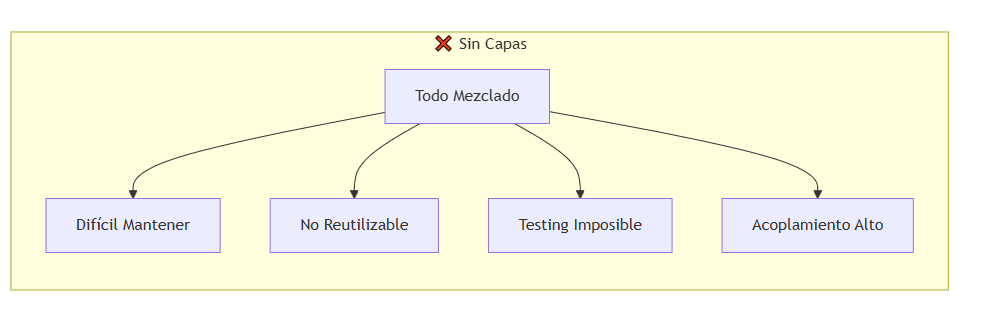 ❌ Sin Capas
Todo Mezclado
Difícil Mantener
No Reutilizable
Testing Imposible
Acoplamiento Alto